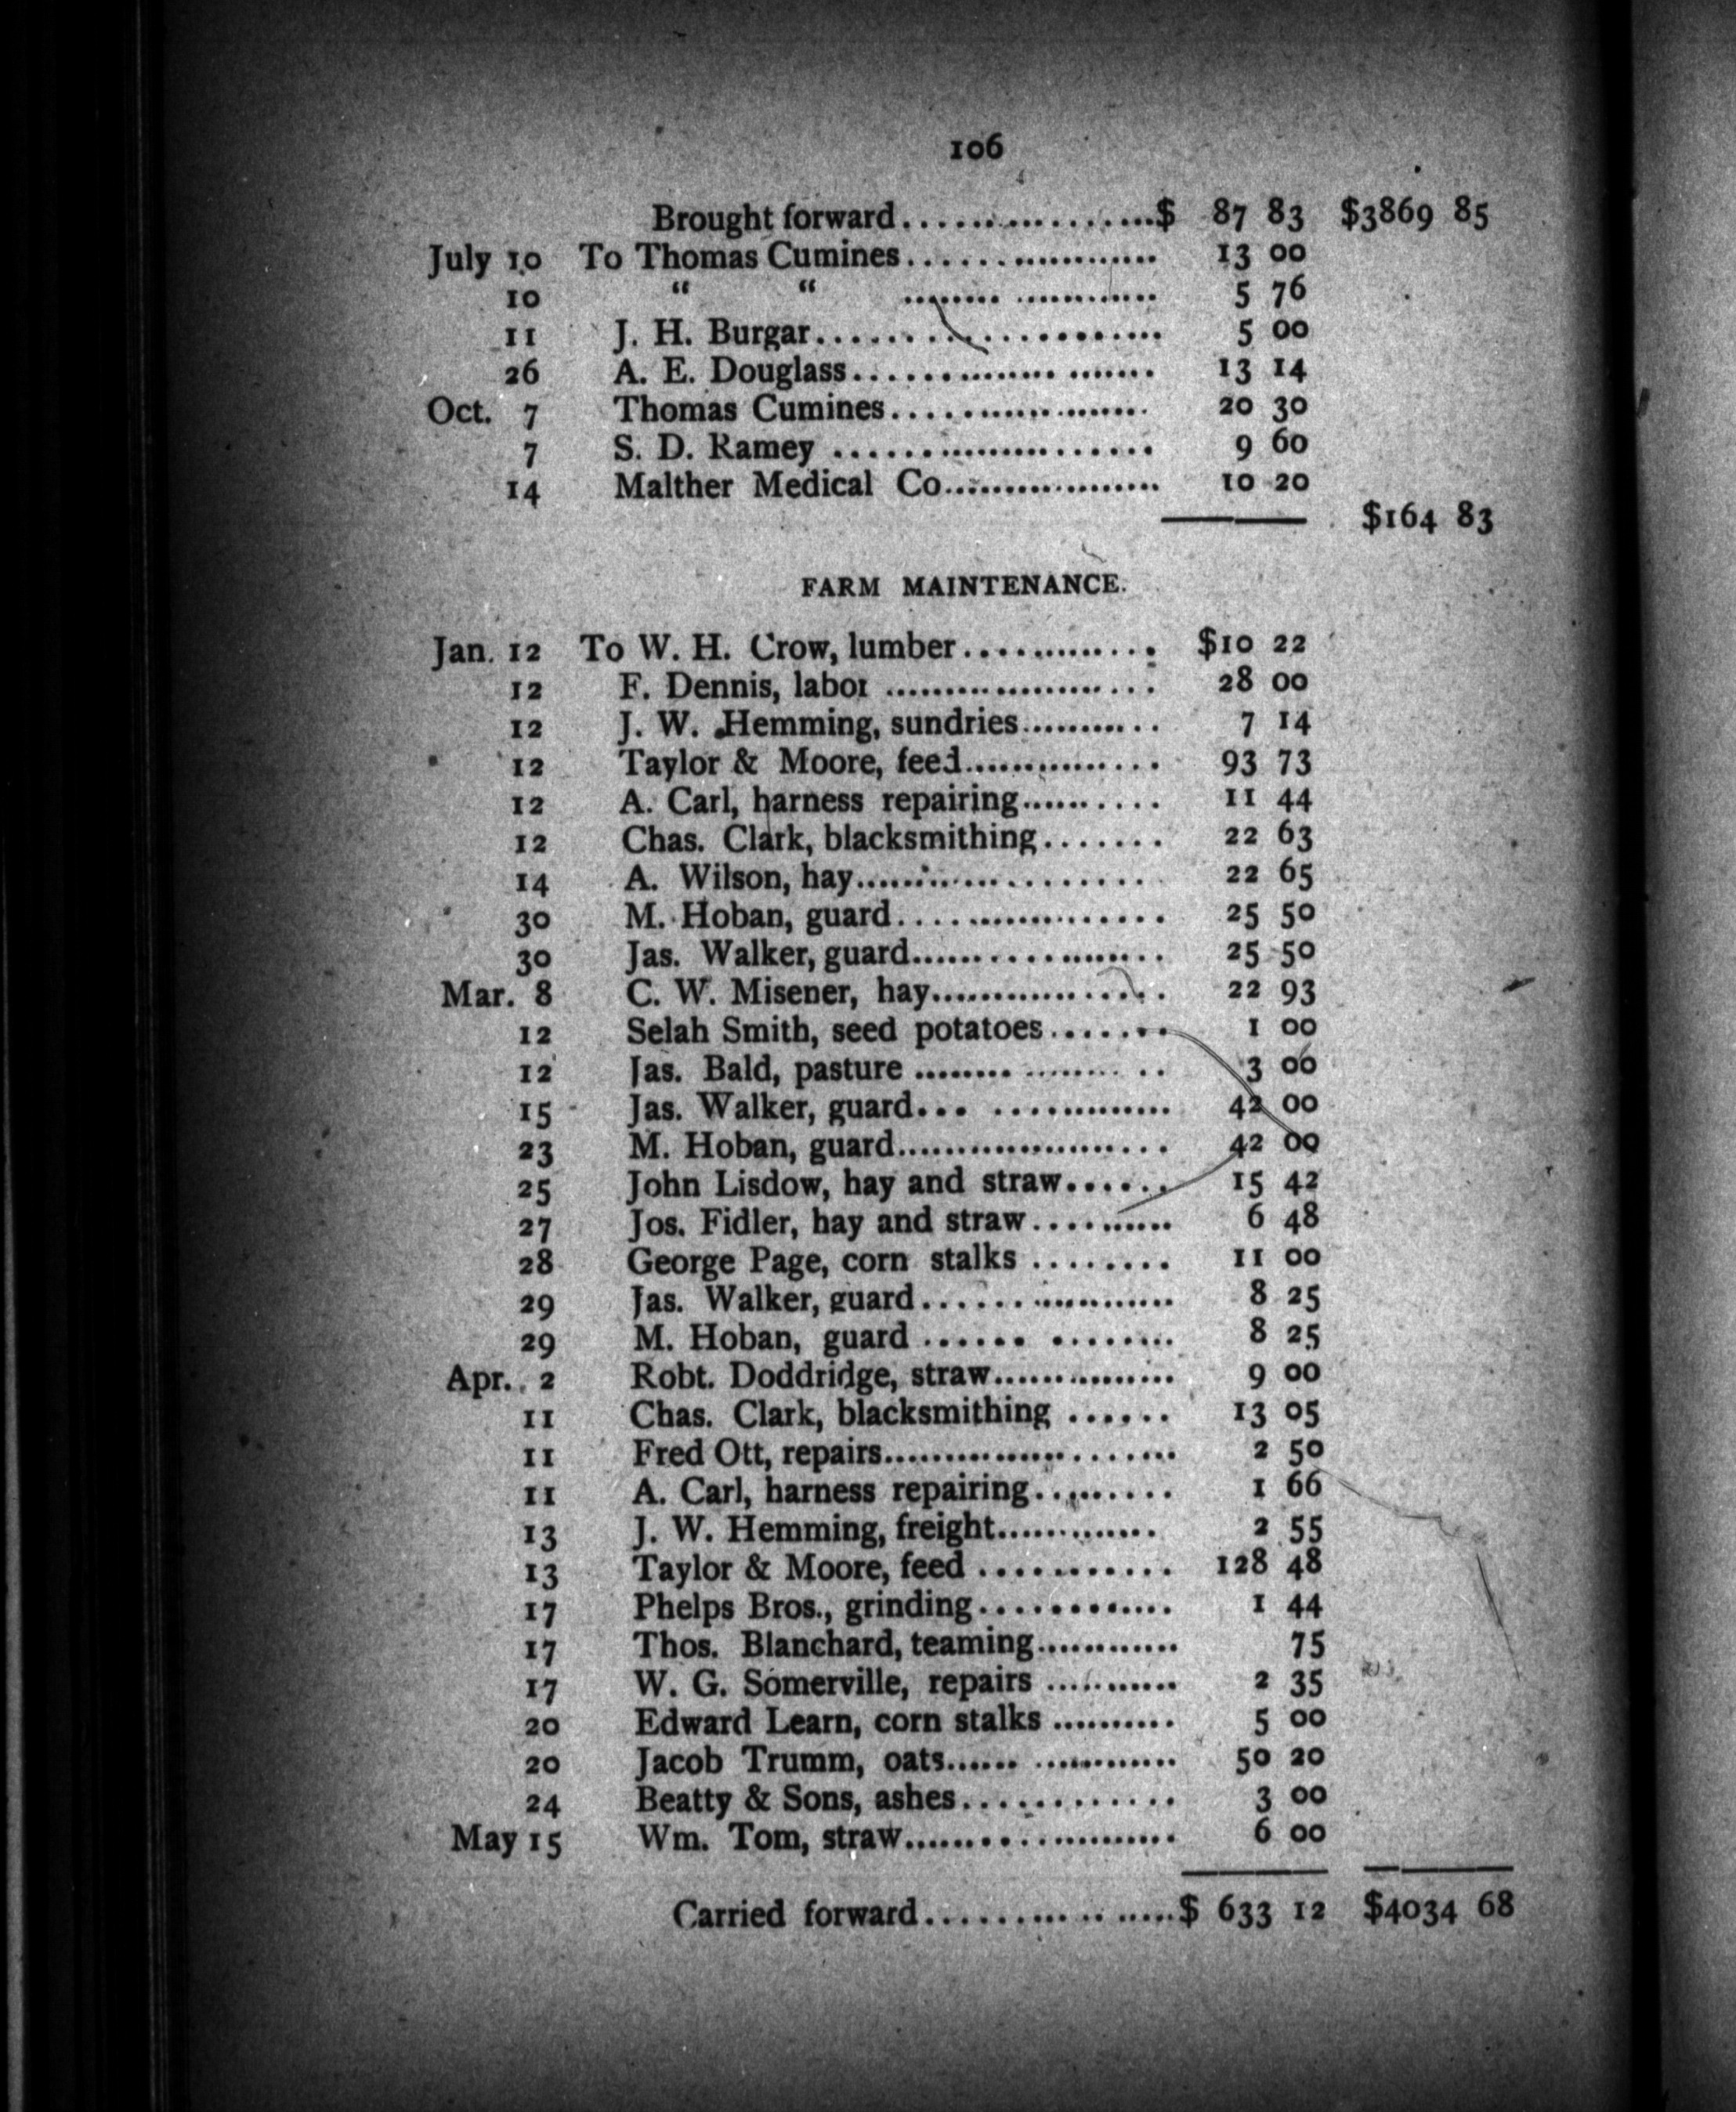 106
Brought forward..................$ 87 83 $3869 85
July 10 To Thomas Cumines.................... 13 00
10 “ “ .................... 5 76
11 J. H. Burgar........................ 5 00
26 A. E. Douglass...................... 13 14
Oct. 7 Thomas Cumines.................... 20 30
7 S. D. Ramey ....................... 9 60
14 Malther Medical Co.................. 10 20
$164 83
FARM MAINTENANCE.
Jan. 12 To W. H. Crow, lumber............. $10 22
12 F. Dennis, labor ..................... 28 00
12 J. W. Hemming, sundries........... 7 14
12 Taylor & Moore, feed............... 93 73
12 A. Carl, harness repairing........... 11 44
12 Chas. Clark, blacksmithing....... 22 63
14 A. Wilson, hay...................... 22 65
30 M. Hoban, guard.................... 25 50
30 Jas. Walker, guard................... 25 50
Mar. 8 C. W. Misener, hay.................. 22 93
12 Selah Smith, seed potatoes........ 1 00
12 Jas. Bald, pasture ................... 3 00
15 Jas. Walker, guard... .............. 42 00
23 M. Hoban, guard..................... 42 00
25 John Lisdow, hay and straw...... 15 42
27 Jos. Fidler, hay and straw.......... 6 48
28 George Page, corn stalks ........ 11 00
29 Jas. Walker, guard................... 8 25
29 M. Hoban, guard ...... ........ 8 25
Apr. 2 Robt. Doddridge, straw.............. 9 00
11 Chas. Clark, blacksmithing ...... 13 05
11 Fred Ott, repairs...................... 2 50
11 A. Carl, harness repairing.......... 1 66
13 J. W. Hemming, freight............. 2 55
13 Taylor & Moore, feed ............ 128 48
17 Phelps Bros., grinding............. 1 44
17 Thos. Blanchard, teaming........... 75
17 W. G. Somerville, repairs ........... 2 35
20 Edward Learn, corn stalks .......... 5 00
20 Jacob Trumm, oats...... ............ 50 20
24 Beatty & Sons, ashes............. 3 00
May 15 Wm. Tom, straw..................... 6 00
Carried forward.....................$ 633 12 $4034 68